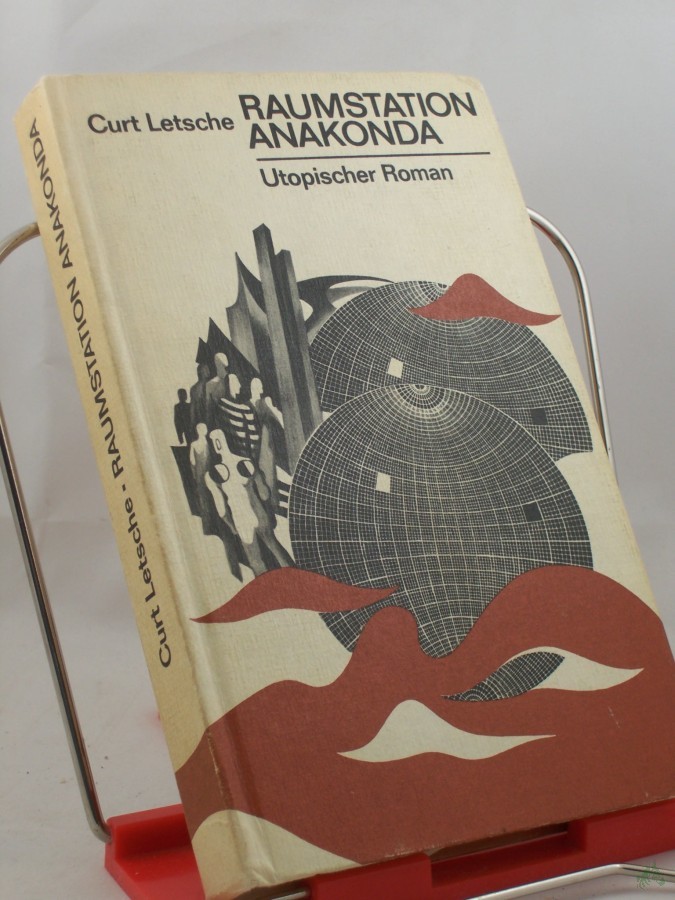 Curt Letsche RAUMSTATION
ANAKONDA
Utopischer Roman
Curt Letsche · RAUMSTATION ANAKONDA